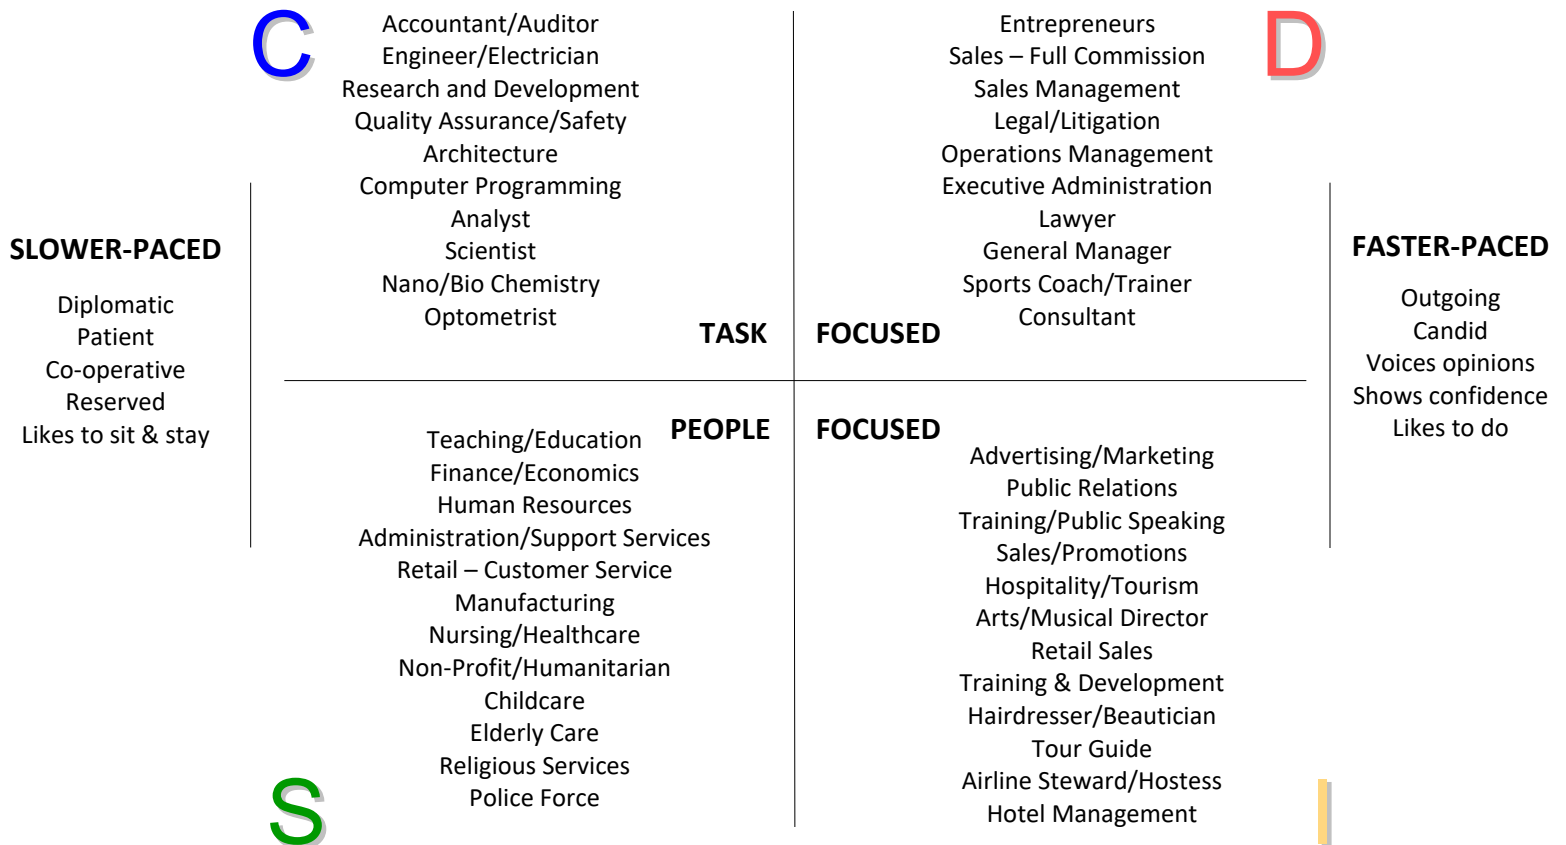 C
Accountant/Auditor
Engineer/Electrician
Research and Development
Quality Assurance/Safety
Architecture
Computer Programming
Analyst
Scientist
Nano/Bio Chemistry
Optometrist
D
Entrepreneurs
Sales – Full Commission
Sales Management
Legal/Litigation
Operations Management
Executive Administration
Lawyer
General Manager
Sports Coach/Trainer
Consultant
TASK FOCUSED
SLOWER-PACED
Diplomatic
Patient
Co-operative
Reserved
Likes to sit & stay
FASTER-PACED
Outgoing
Candid
Voices opinions
Shows confidence
Likes to do
PEOPLE FOCUSED
Teaching/Education
Finance/Economics
Human Resources
Administration/Support Services
Retail – Customer Service
Manufacturing
Nursing/Healthcare
Non-Profit/Humanitarian
Childcare
Elderly Care
Religious Services
Police Force
S
Advertising/Marketing
Public Relations
Training/Public Speaking
Sales/Promotions
Hospitality/Tourism
Arts/Musical Director
Retail Sales
Training & Development
Hairdresser/Beautician
Tour Guide
Airline Steward/Hostess
Hotel Management
I